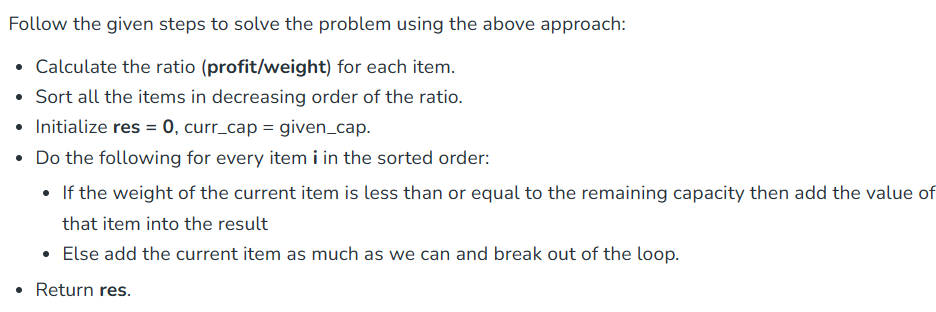 Follow the given steps to solve the problem using the above approach:
• Calculate the ratio (profit/weight) for each item.
• Sort all the items in decreasing order of the ratio.
• Initialize res = 0, curr_cap = given_cap.
• Do the following for every item i in the sorted order:
• If the weight of the current item is less than or equal to the remaining capacity then add the value of
that item into the result
• Else add the current item as much as we can and break out of the loop.
• Return res.